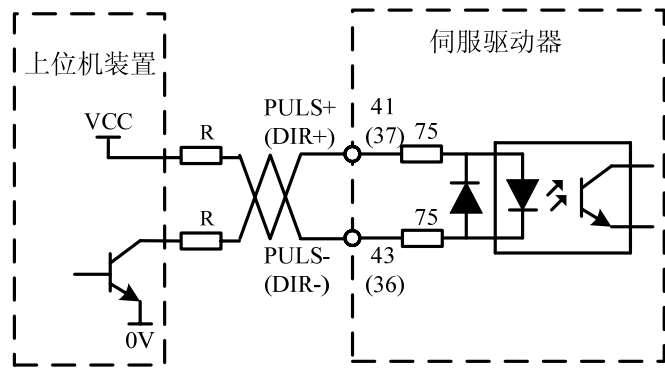 上位机装置
伺服驱动器
VCC
R
PULS+
(DIR+)
41
(37)
75
R
PULS-
(DIR-)
43
(36)
75
0V